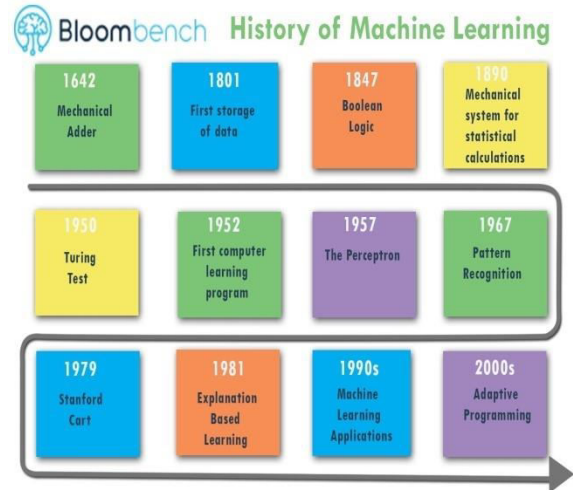 Bloombench History of Machine Learning
1642
Mechanical
Adder
1801
First storage
of data
1847
Boolean
Logic
1890
Mechanical
system for
statistical
calculations
1950
Turing
Test
1952
First computer
learning
program
1957
The Perceptron
1967
Pattern
Recognition
1979
Stanford
Cart
1981
Explanation
Based
Learning
1990s
Machine
Learning
Applications
2000s
Adaptive
Programming